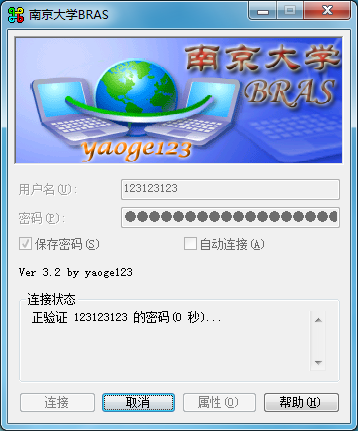 南京大学BRAS
南京大学
BRAS
yaoge123
用户名(U):
123123123
密码(P):
保存密码(S)
自动连接(A)
Ver 3.2 by yaoge123
连接状态
正验证 123123123 的密码(0 秒)...
连接
取消
属性(O)
帮助(H)